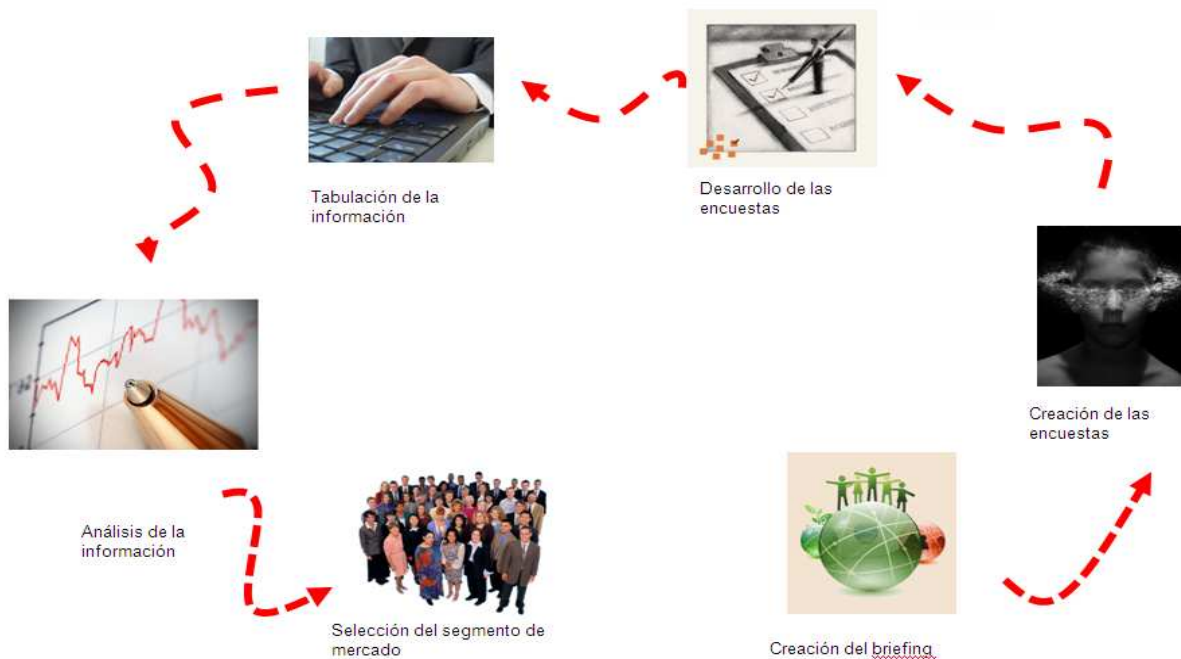 Tabulación de la
información
Desarrollo de las
encuestas
Creación de las
encuestas
Análisis de la
información
Selección del segmento de
mercado
Creación del briefing